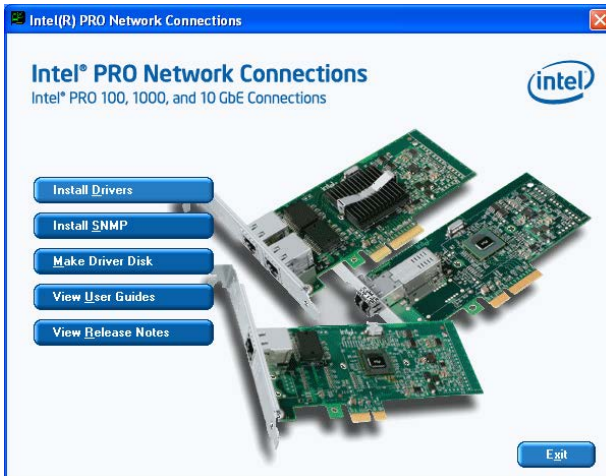 Intel(R) PRO Network Connections
Intel® PRO Network Connections
Intel® PRO 100, 1000, and 10 GbE Connections
intel
Install Drivers
Install SNMP
Make Driver Disk
View User Guides
View Release Notes
Exit